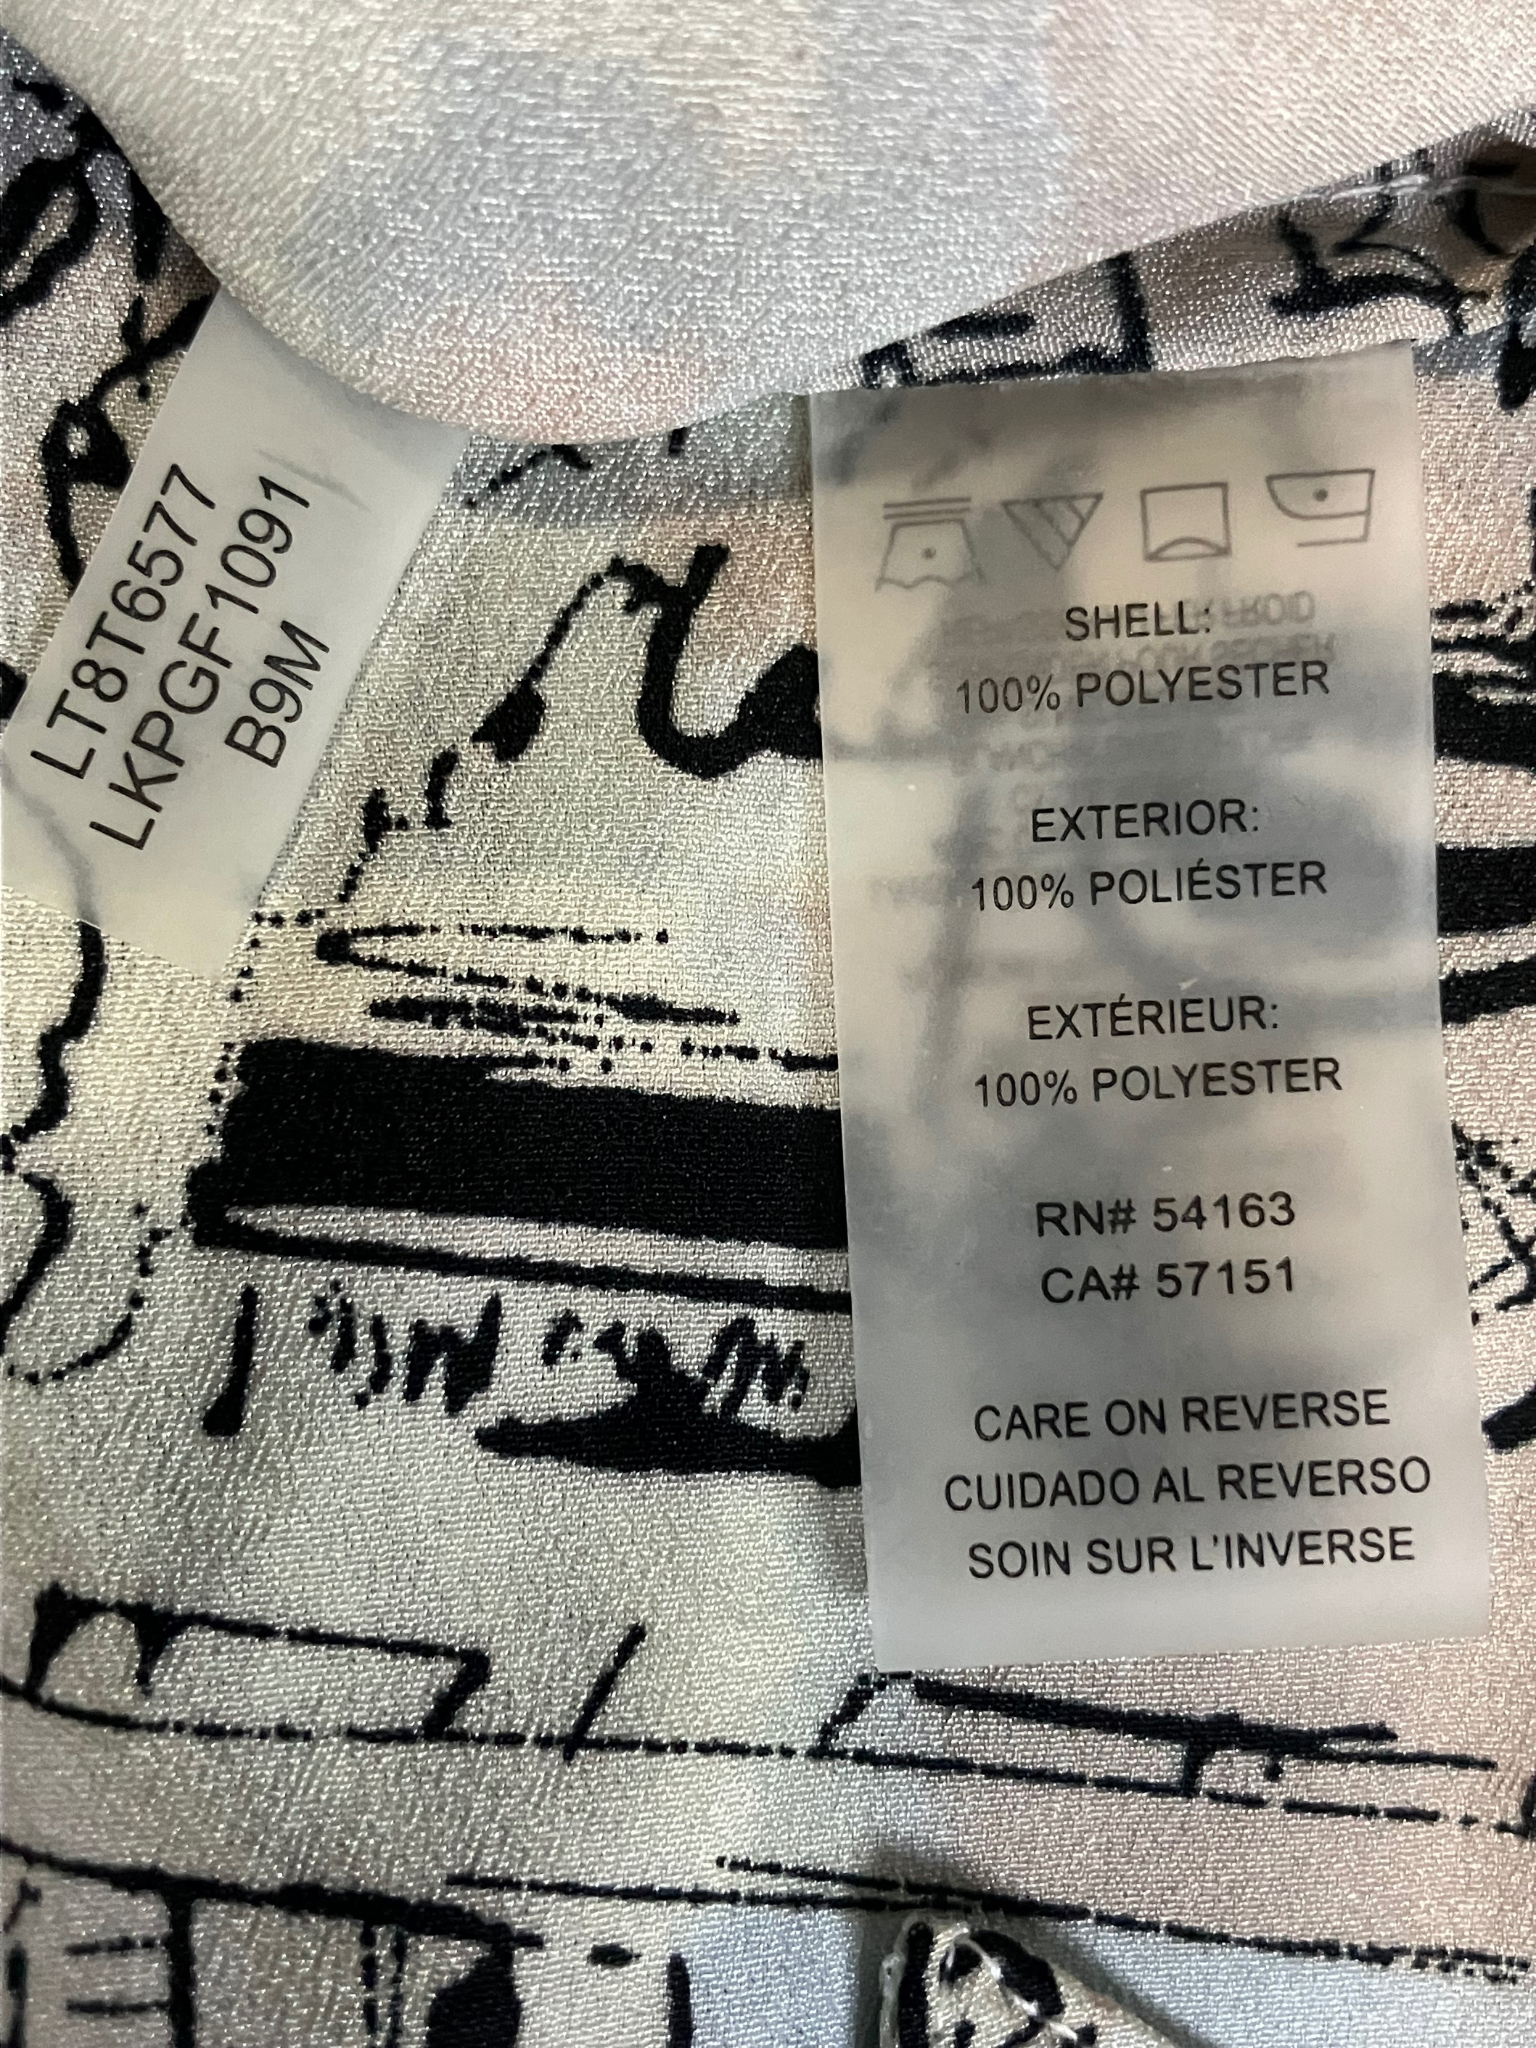 LT8T6577
LKPGF1091
B9M
SHELL:
100% POLYESTER
EXTERIOR:
100% POLIÉSTER
EXTÉRIEUR:
100% POLYESTER
RN# 54163
CA# 57151
CARE ON REVERSE
CUIDADO AL REVERSO
SOIN SUR L'INVERSE